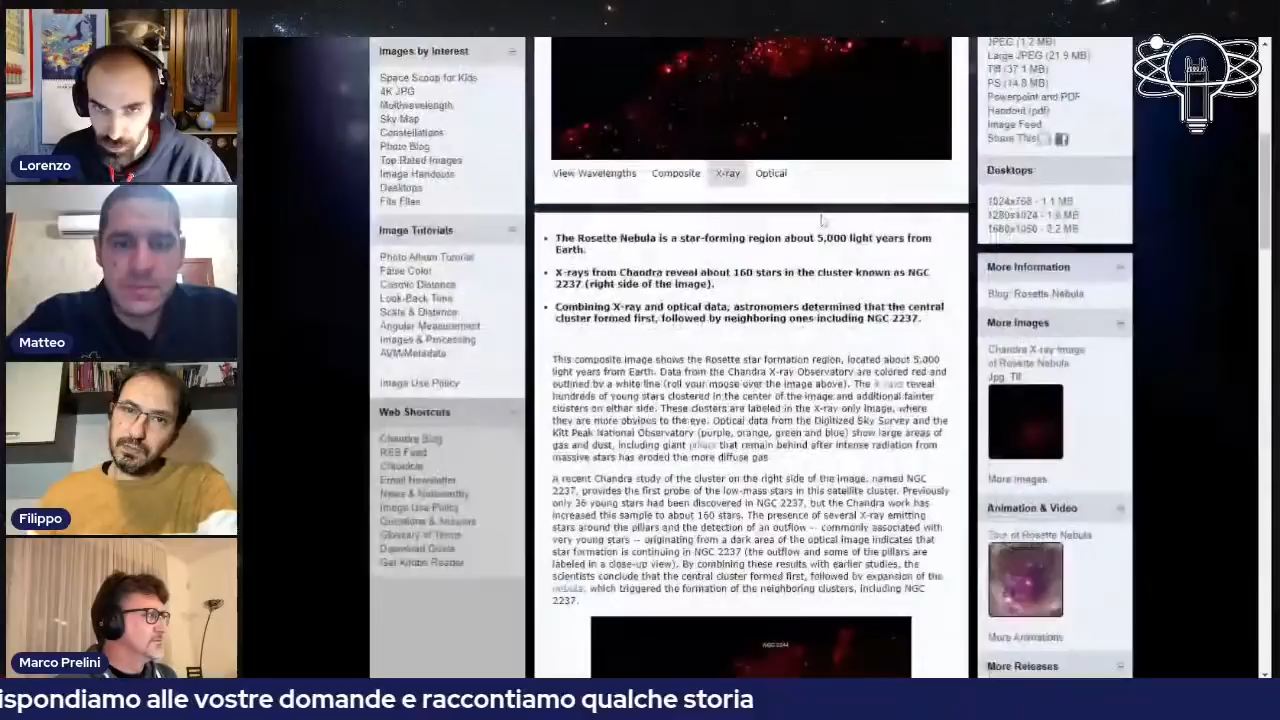 Lorenzo
Matteo
Filippo
Marco Prelini
Images by Interest
Space Scoop for Kids
4K JPG
Multiwavelength
Sky Map
Constellations
Photo Blog
Top Rated Images
Image Handouts
Desktops
Fits Files
Image Tutorials
Photo Album Tutorial
False Color
Cosmic Distance
Look-Back Time
Scale & Distance
Angular Measurement
Images & Processing
AVM/Metadata
Image Use Policy
Web Shortcuts
Chandra Blog
RSS Feed
Chronicle
Email Newsletter
News & Noteworthy
Image Use Policy
Questions & Answers
Glossary of Terms
Download Guide
Get Adobe Reader
View Wavelengths Composite X-ray Optical
The Rosette Nebula is a star-forming region about 5,000 light years from
Earth.
X-rays from Chandra reveal about 160 stars in the cluster known as NGC
2237 (right side of the image).
Combining X-ray and optical data, astronomers determined that the central
cluster formed first, followed by neighboring ones including NGC 2237.
This composite image shows the Rosette star formation region, located about 5,000
light years from Earth. Data from the Chandra X-ray Observatory are colored red and
outlined by a white line (roll your mouse over the image above). The X-rays reveal
hundreds of young stars clustered in the center of the image and additional fainter
clusters on either side. These clusters are labeled in the X-ray only image, where
they are more obvious to the eye. Optical data from the Digitized Sky Survey and the
Kitt Peak National Observatory (purple, orange, green and blue) show large areas of
gas and dust, including giant pillars that remain behind after intense radiation from
massive stars has eroded the more diffuse gas.
A recent Chandra study of the cluster on the right side of the image, named NGC
2237, provides the first probe of the low-mass stars in this satellite cluster. Previously
only 36 young stars had been discovered in NGC 2237, but the Chandra work has
increased this sample to about 160 stars. The presence of several X-ray emitting
stars around the pillars and the detection of an outflow -- commonly associated with
very young stars -- originating from a dark area of the optical image indicates that
star formation is continuing in NGC 2237 (the outflow and some of the pillars are
labeled in a close-up view). By combining these results with earlier studies, the
scientists conclude that the central cluster formed first, followed by expansion of the
nebula, which triggered the formation of the neighboring clusters, including NGC
2237.
NGC 2244
JPEG (1.2 MB)
Large JPEG (21.9 MB)
Tiff (37.1 MB)
PS (14.8 MB)
Powerpoint and PDF
Handout (pdf)
Image Feed
Share This
Desktops
1024x768 - 1.1 MB
1280x1024 - 1.8 MB
1680x1050 - 2.2 MB
More Information
Blog: Rosette Nebula
More Images
Chandra X-ray Image
of Rosette Nebula
Jpg, Tif
More Images
Animation & Video
Tour of Rosette Nebula
More Animations
More Releases
ispondiamo alle vostre domande e raccontiamo qualche storia